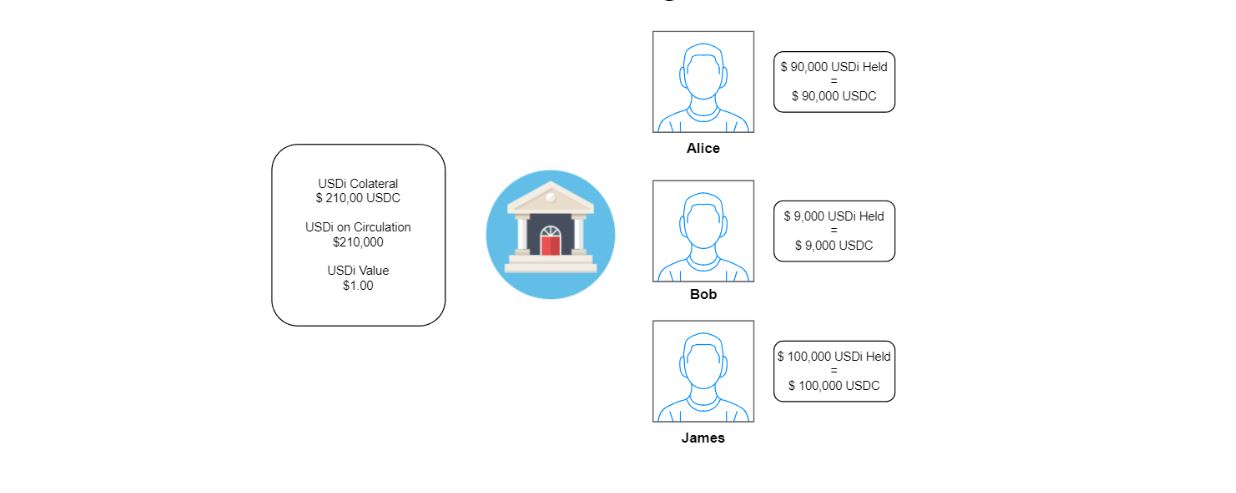 USDi Colateral
$ 210,00 USDC
USDi on Circulation
$210,000
USDi Value
$1.00
$ 90,000 USDi Held
=
$ 90,000 USDC
Alice
$ 9,000 USDi Held
=
$ 9,000 USDC
Bob
$ 100,000 USDi Held
=
$ 100,000 USDC
James